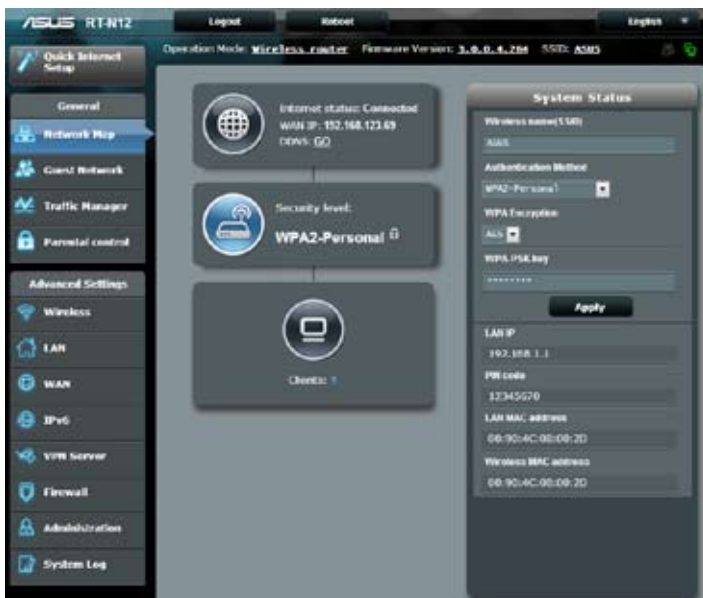 ASUS RT-N12
Logout
Reboot
English
Quick Internet
Setup
Operation Mode: Wireless router Firmware Version: 3.0.0.4.264 SSID: ASUS
General
Network Map
Guest Network
Traffic Manager
Parental control
Advanced Settings
Wireless
LAN
WAN
IPv6
VPN Server
Firewall
Administration
System Log
Internet status: Connected
WAN IP: 192.168.123.69
DDNS: GO
Security level:
WPA2-Personal
Clients: 1
System Status
Wireless name(SSID)
ASUS
Authentication Method
WPA2-Personal
WPA Encryption
AES
WPA-PSK key
Apply
LAN IP
192.168.1.1
PIN code
12345670
LAN MAC address
00:90:4C:08:00:2D
Wireless MAC address
00:90:4C:08:00:2D